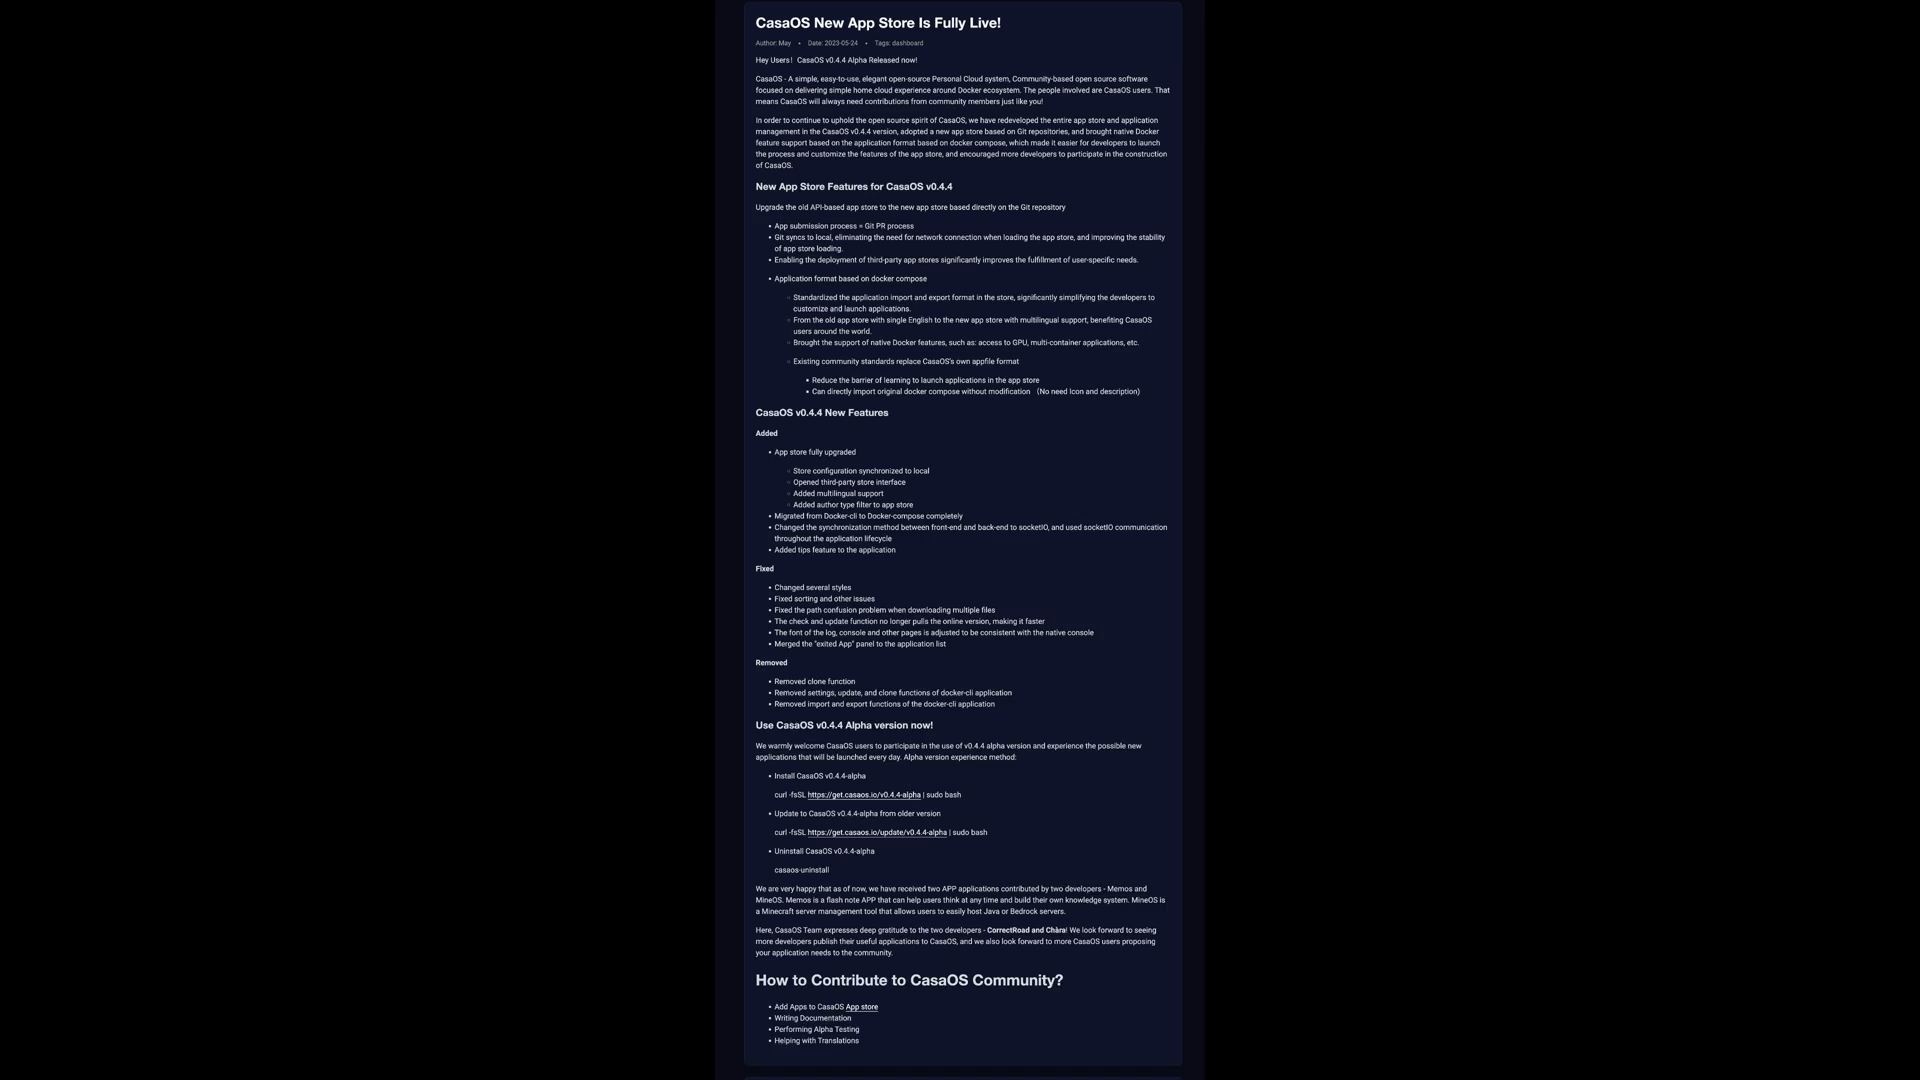 CasaOS New App Store Is Fully Live!
Author: May • Date: 2023-05-24 • Tags: dashboard
Hey Users！ CasaOS v0.4.4 Alpha Released now!
CasaOS - A simple, easy-to-use, elegant open-source Personal Cloud system, Community-based open source software
focused on delivering simple home cloud experience around Docker ecosystem. The people involved are CasaOS users. That
means CasaOS will always need contributions from community members just like you!
In order to continue to uphold the open source spirit of CasaOS, we have redeveloped the entire app store and application
management in the CasaOS v0.4.4 version, adopted a new app store based on Git repositories, and brought native Docker
feature support based on the application format based on docker compose, which made it easier for developers to launch
the process and customize the features of the app store, and encouraged more developers to participate in the construction
of CasaOS.
New App Store Features for CasaOS v0.4.4
Upgrade the old API-based app store to the new app store based directly on the Git repository
• App submission process = Git PR process
• Git syncs to local, eliminating the need for network connection when loading the app store, and improving the stability
of app store loading.
• Enabling the deployment of third-party app stores significantly improves the fulfillment of user-specific needs.
• Application format based on docker compose
◦ Standardized the application import and export format in the store, significantly simplifying the developers to
customize and launch applications.
◦ From the old app store with single English to the new app store with multilingual support, benefiting CasaOS
users around the world.
◦ Brought the support of native Docker features, such as: access to GPU, multi-container applications, etc.
◦ Existing community standards replace CasaOS's own appfile format
▪ Reduce the barrier of learning to launch applications in the app store
▪ Can directly import original docker compose without modification （No need Icon and description)
CasaOS v0.4.4 New Features
Added
• App store fully upgraded
◦ Store configuration synchronized to local
◦ Opened third-party store interface
◦ Added multilingual support
◦ Added author type filter to app store
• Migrated from Docker-cli to Docker-compose completely
• Changed the synchronization method between front-end and back-end to socketIO, and used socketIO communication
throughout the application lifecycle
• Added tips feature to the application
Fixed
• Changed several styles
• Fixed sorting and other issues
• Fixed the path confusion problem when downloading multiple files
• The check and update function no longer pulls the online version, making it faster
• The font of the log, console and other pages is adjusted to be consistent with the native console
• Merged the "exited App" panel to the application list
Removed
• Removed clone function
• Removed settings, update, and clone functions of docker-cli application
• Removed import and export functions of the docker-cli application
Use CasaOS v0.4.4 Alpha version now!
We warmly welcome CasaOS users to participate in the use of v0.4.4 alpha version and experience the possible new
applications that will be launched every day. Alpha version experience method:
• Install CasaOS v0.4.4-alpha
curl -fsSL https://get.casaos.io/v0.4.4-alpha | sudo bash
• Update to CasaOS v0.4.4-alpha from older version
curl -fsSL https://get.casaos.io/update/v0.4.4-alpha | sudo bash
• Uninstall CasaOS v0.4.4-alpha
casaos-uninstall
We are very happy that as of now, we have received two APP applications contributed by two developers - Memos and
MineOS. Memos is a flash note APP that can help users think at any time and build their own knowledge system. MineOS is
a Minecraft server management tool that allows users to easily host Java or Bedrock servers.
Here, CasaOS Team expresses deep gratitude to the two developers - CorrectRoad and Chàra! We look forward to seeing
more developers publish their useful applications to CasaOS, and we also look forward to more CasaOS users proposing
your application needs to the community.
How to Contribute to CasaOS Community?
• Add Apps to CasaOS App store
• Writing Documentation
• Performing Alpha Testing
• Helping with Translations